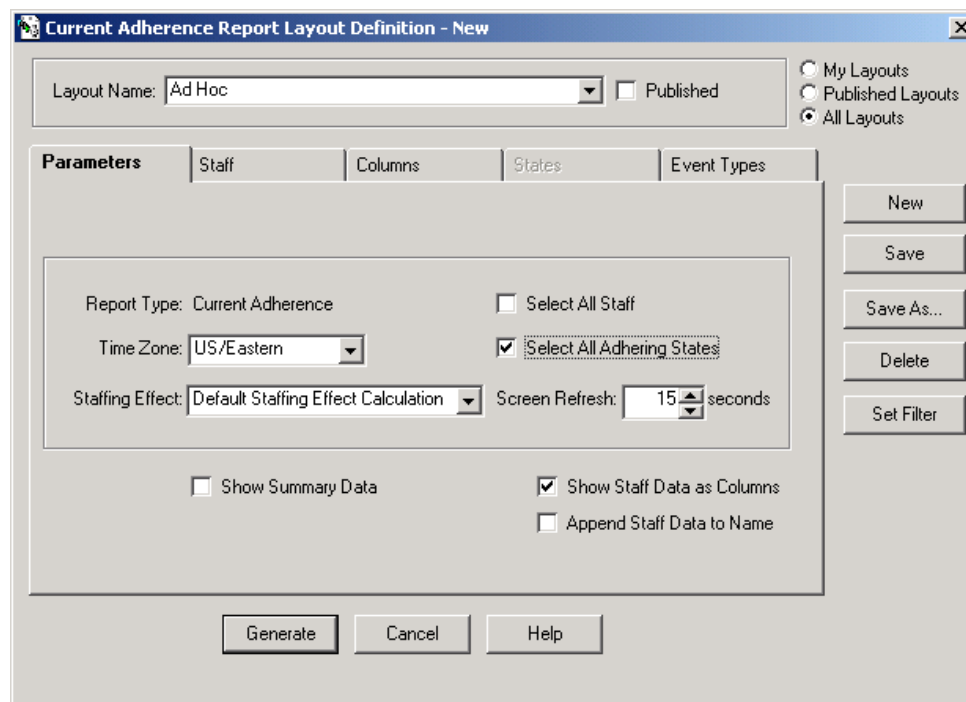 Current Adherence Report Layout Definition - New
Layout Name: Ad Hoc Published
My Layouts
Published Layouts
All Layouts
Parameters Staff Columns States Event Types
New
Save
Save As...
Delete
Set Filter
Report Type: Current Adherence Select All Staff
Time Zone: US/Eastern Select All Adhering States
Staffing Effect: Default Staffing Effect Calculation Screen Refresh: 15 seconds
Show Summary Data Show Staff Data as Columns
Append Staff Data to Name
Generate Cancel Help